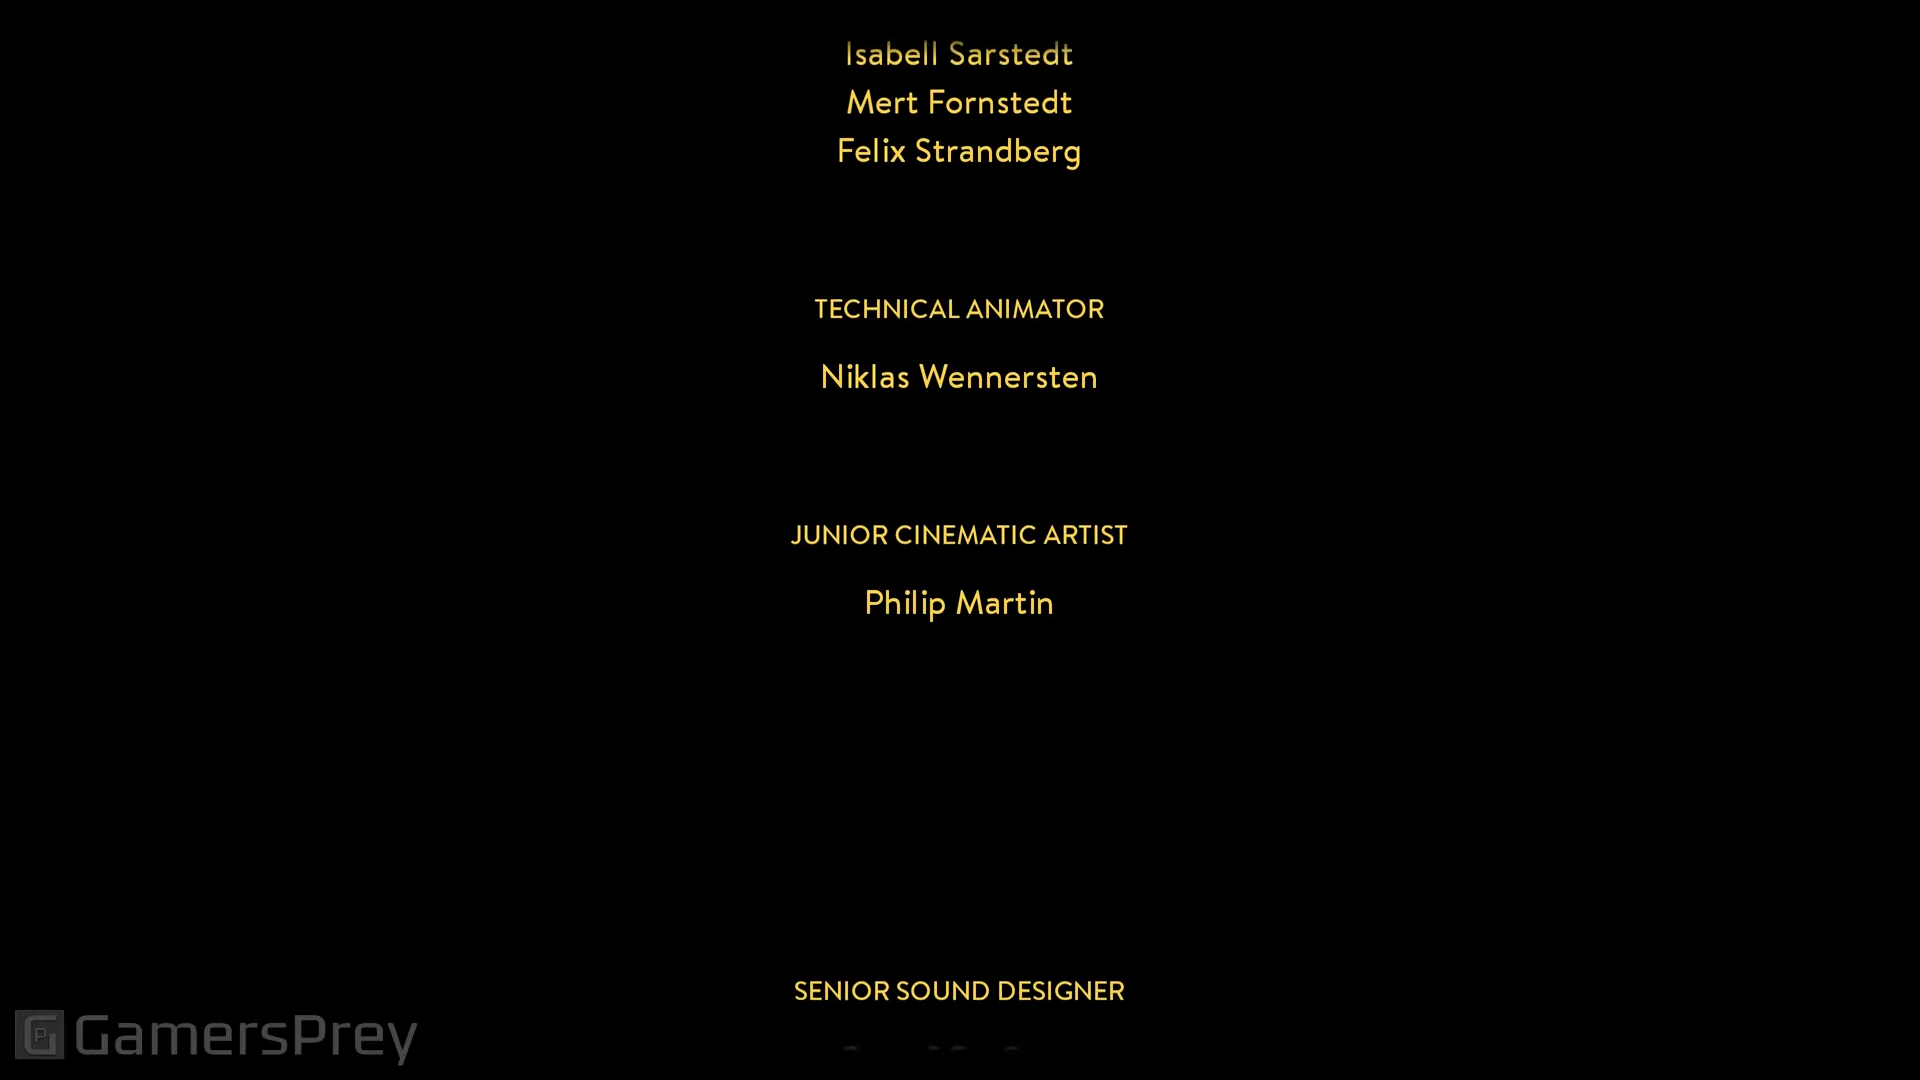 Isabell Sarstedt
Mert Fornstedt
Felix Strandberg
TECHNICAL ANIMATOR
Niklas Wennersten
JUNIOR CINEMATIC ARTIST
Philip Martin
SENIOR SOUND DESIGNER
GamersPrey